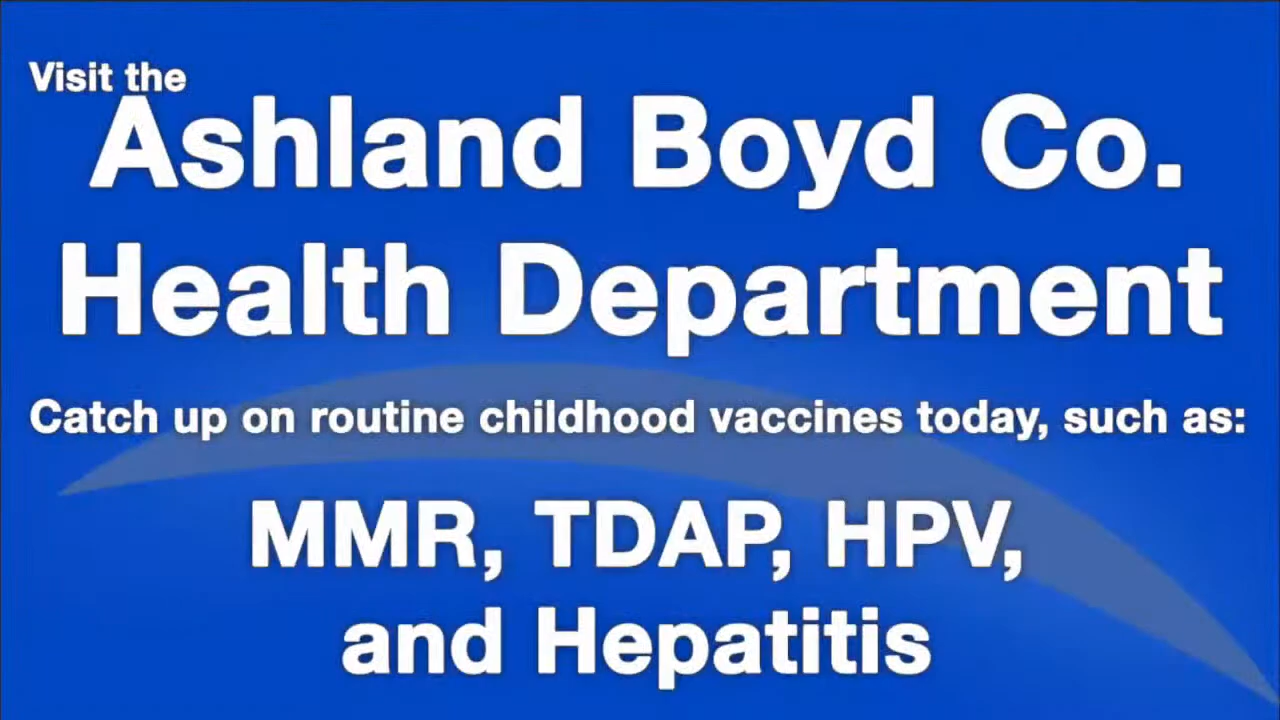 Visit the
Ashland Boyd Co.
Health Department
Catch up on routine childhood vaccines today, such as:
MMR, TDAP, HPV,
and Hepatitis